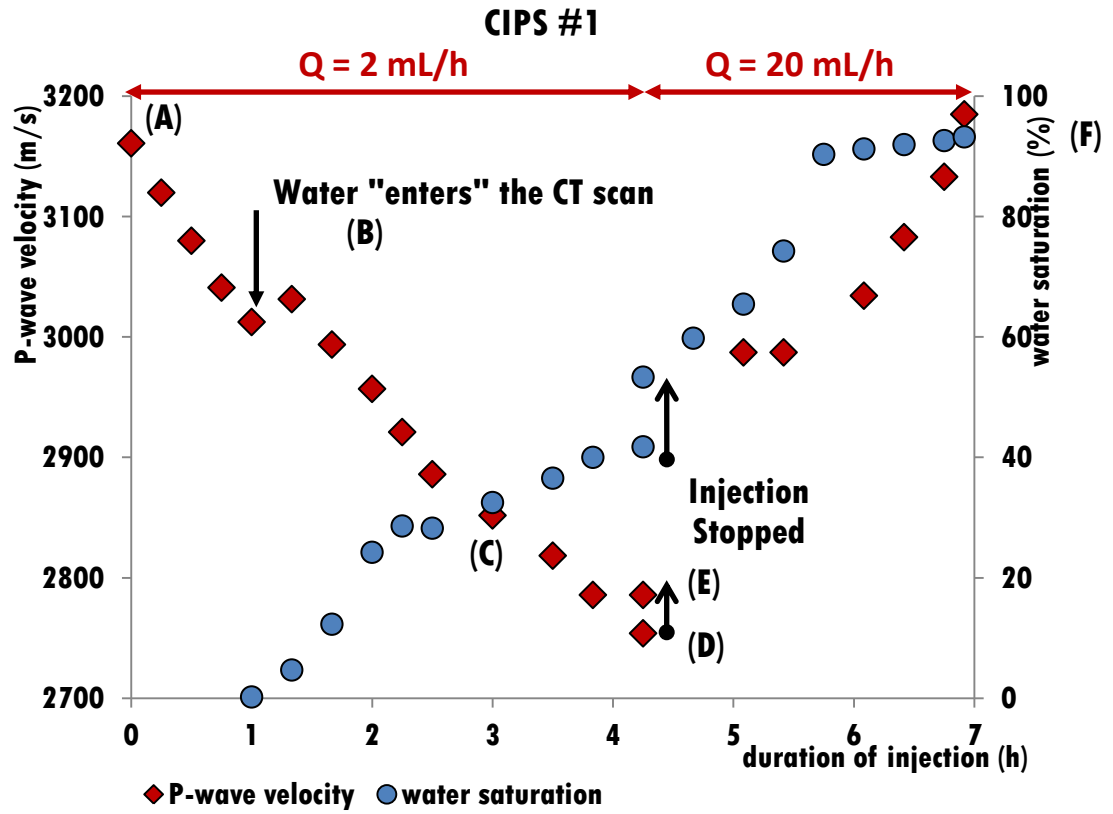 CIPS #1
Q = 2 mL/h
Q = 20 mL/h
3200
3100
3000
2900
2800
2700
P-wave velocity (m/s)
100
80
60
40
20
0
water saturation (%)
(A)
(F)
Water "enters" the CT scan
(B)
(C)
Injection
Stopped
(E)
(D)
0 1 2 3 4 5 6 7
duration of injection (h)
P-wave velocity
water saturation